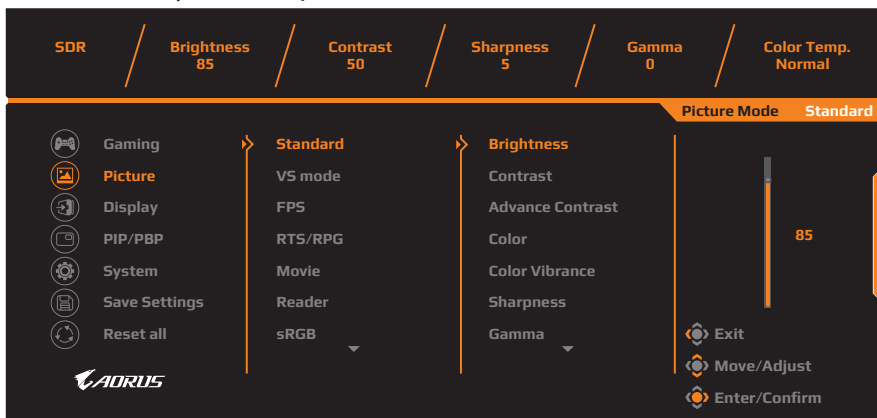 SDR Brightness Contrast Sharpness Gamma Color Temp.
85 50 5 0 Normal
Picture Mode Standard
Gaming Standard Brightness
Picture VS mode Contrast
Display FPS Advance Contrast
PIP/PBP RTS/RPG Color 85
System Movie Color Vibrance
Save Settings Reader Sharpness
Reset all sRGB Gamma Exit
Move/Adjust
AORUS
Enter/Confirm